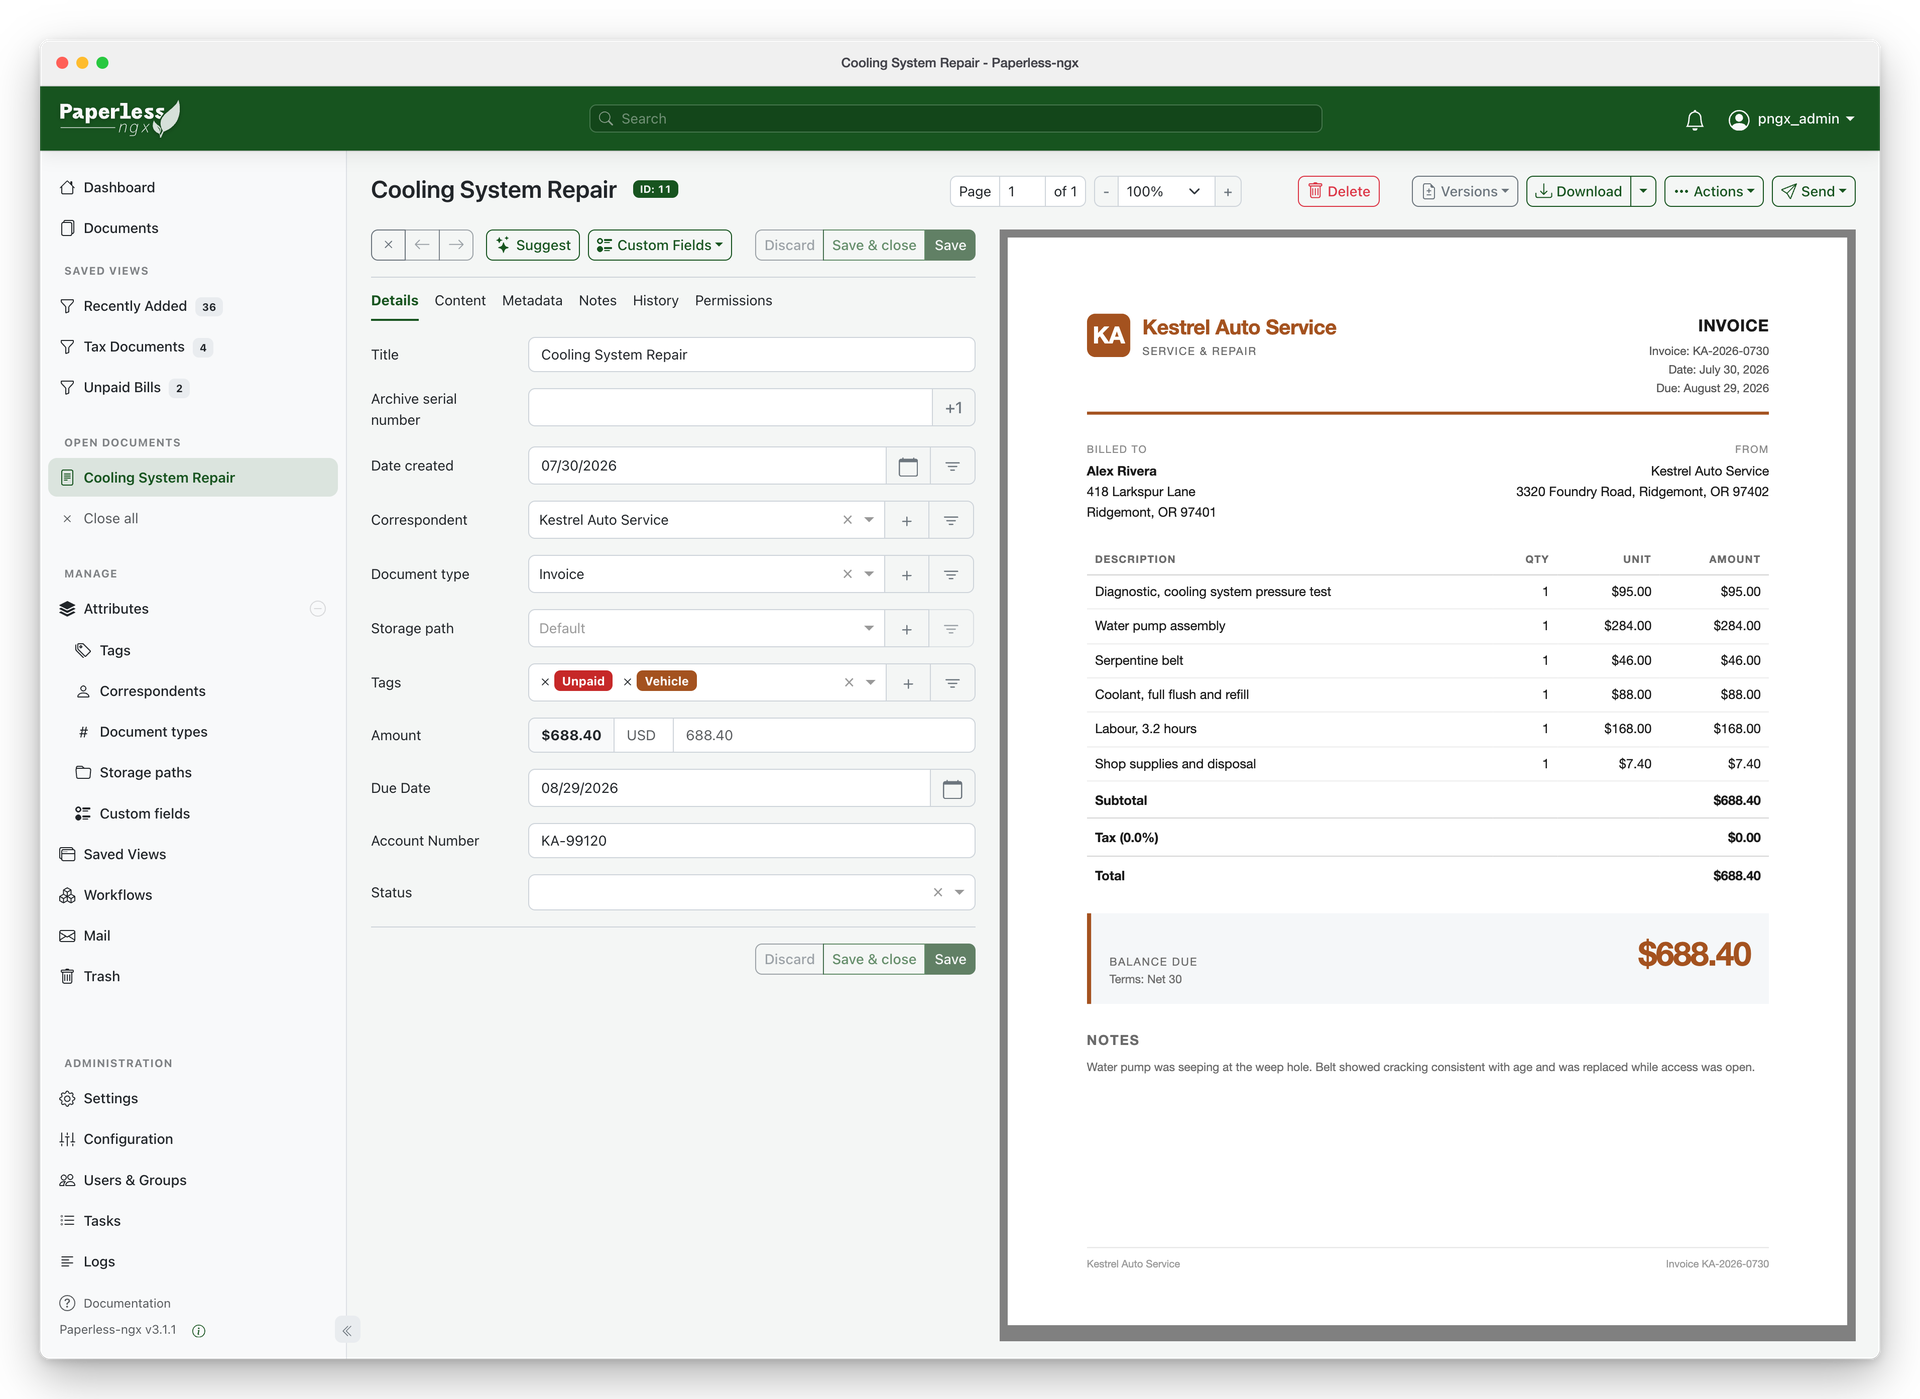 Cooling System Repair - Paperless-ngx
Paperless
ngx
Search
pngx_admin
Dashboard
Documents
SAVED VIEWS
Recently Added 36
Tax Documents 4
Unpaid Bills 2
OPEN DOCUMENTS
Cooling System Repair
Close all
MANAGE
Attributes
Tags
Correspondents
# Document types
Storage paths
Custom fields
Saved Views
Workflows
Mail
Trash
ADMINISTRATION
Settings
Configuration
Users & Groups
Tasks
Logs
Documentation
Paperless-ngx v3.1.1
Cooling System Repair ID: 11
Page 1 of 1 - 100% +
Delete
Versions
Download
Actions
Send
Suggest
Custom Fields
Discard Save & close Save
Details Content Metadata Notes History Permissions
Title Cooling System Repair
Archive serial
number
+1
Date created 07/30/2026
Correspondent Kestrel Auto Service
Document type Invoice
Storage path Default
Tags Unpaid Vehicle
Amount $688.40 USD 688.40
Due Date 08/29/2026
Account Number KA-99120
Status
Discard Save & close Save
KA
Kestrel Auto Service
SERVICE & REPAIR
INVOICE
Invoice: KA-2026-0730
Date: July 30, 2026
Due: August 29, 2026
BILLED TO
Alex Rivera
418 Larkspur Lane
Ridgemont, OR 97401
FROM
Kestrel Auto Service
3320 Foundry Road, Ridgemont, OR 97402
DESCRIPTION QTY UNIT AMOUNT
Diagnostic, cooling system pressure test 1 $95.00 $95.00
Water pump assembly 1 $284.00 $284.00
Serpentine belt 1 $46.00 $46.00
Coolant, full flush and refill 1 $88.00 $88.00
Labour, 3.2 hours 1 $168.00 $168.00
Shop supplies and disposal 1 $7.40 $7.40
Subtotal $688.40
Tax (0.0%) $0.00
Total $688.40
BALANCE DUE
Terms: Net 30
$688.40
NOTES
Water pump was seeping at the weep hole. Belt showed cracking consistent with age and was replaced while access was open.
Kestrel Auto Service
Invoice KA-2026-0730